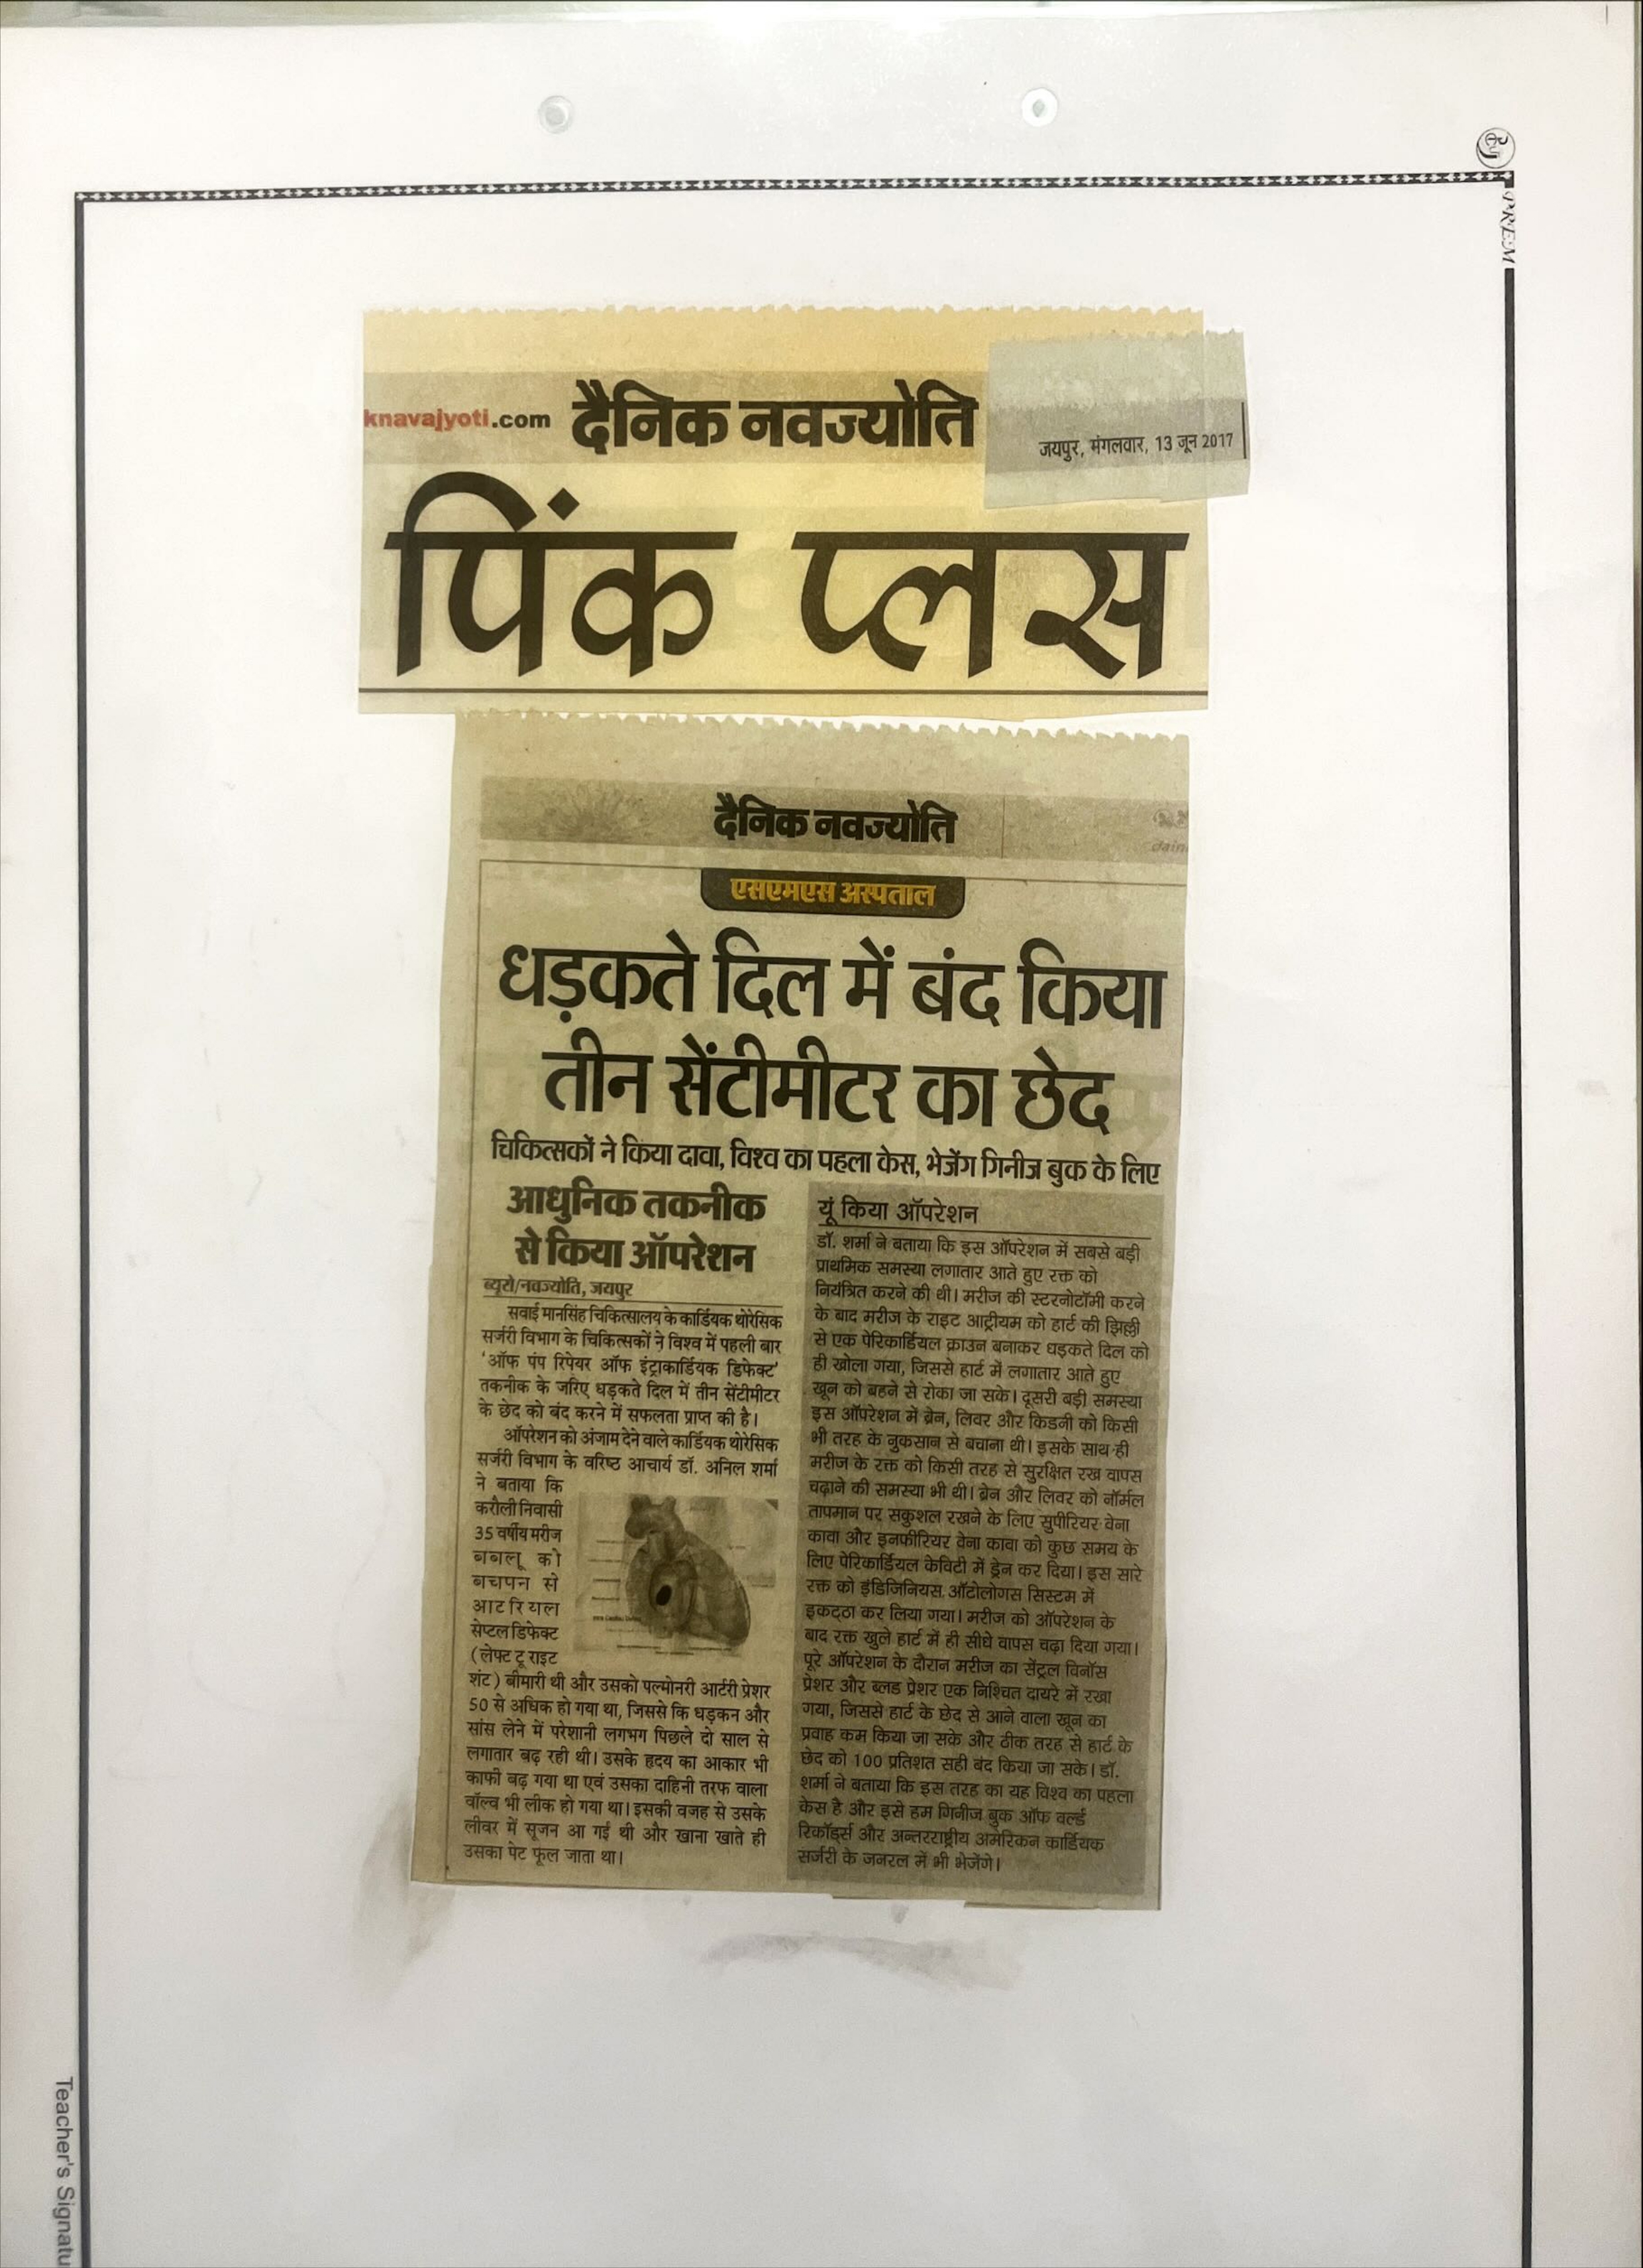 PREM
knavajyoti.com
दैनिक नवज्योति
जयपुर, मंगलवार, 13 जून 2017
पिंक प्लस
दैनिक नवज्योति
dain
एसएमएस अस्पताल
धड़कते दिल में बंद किया
तीन सेंटीमीटर का छेद
चिकित्सकों ने किया दावा, विश्व का पहला केस, भेजेंग गिनीज बुक के लिए
आधुनिक तकनीक
से किया ऑपरेशन
ब्यूरो/नवज्योति, जयपुर
सवाई मानसिंह चिकित्सालय के कार्डियक थोरेसिक
सर्जरी विभाग के चिकित्सकों ने विश्व में पहली बार
'ऑफ पंप रिपेयर ऑफ इंट्राकार्डियक डिफेक्ट'
तकनीक के जरिए धड़कते दिल में तीन सेंटीमीटर
के छेद को बंद करने में सफलता प्राप्त की है।
ऑपरेशन को अंजाम देने वाले कार्डियक थोरेसिक
सर्जरी विभाग के वरिष्ठ आचार्य डॉ. अनिल शर्मा
ने बताया कि
करौली निवासी
35 वर्षीय मरीज
बबलू को
बचपन से
आटरियल
सेप्टल डिफेक्ट
(लेफ्ट टू राइट
शंट) बीमारी थी और उसको पल्मोनरी आर्टरी प्रेशर
50 से अधिक हो गया था, जिससे कि धड़कन और
सांस लेने में परेशानी लगभग पिछले दो साल से
लगातार बढ़ रही थी। उसके हृदय का आकार भी
काफी बढ़ गया था एवं उसका दाहिनी तरफ वाला
वॉल्व भी लीक हो गया था। इसकी वजह से उसके
लीवर में सूजन आ गई थी और खाना खाते ही
उसका पेट फूल जाता था।
यूं किया ऑपरेशन
डॉ. शर्मा ने बताया कि इस ऑपरेशन में सबसे बड़ी
प्राथमिक समस्या लगातार आते हुए रक्त को
नियंत्रित करने की थी। मरीज की स्टरनोटॉमी करने
के बाद मरीज के राइट आट्रीयम को हार्ट की झिल्ली
से एक पेरिकार्डियल क्राउन बनाकर धड़कते दिल को
ही खोला गया, जिससे हार्ट में लगातार आते हुए
खून को बहने से रोका जा सके। दूसरी बड़ी समस्या
इस ऑपरेशन में ब्रेन, लिवर और किडनी को किसी
भी तरह के नुकसान से बचाना थी। इसके साथ ही
मरीज के रक्त को किसी तरह से सुरक्षित रख वापस
चढ़ाने की समस्या भी थी। ब्रेन और लिवर को नॉर्मल
तापमान पर सकुशल रखने के लिए सुपीरियर वेना
कावा और इनफीरियर वेना कावा को कुछ समय के
लिए पेरिकार्डियल केविटी में ड्रेन कर दिया। इस सारे
रक्त को इंडिजिनियस ऑटोलोगस सिस्टम में
इकट्ठा कर लिया गया। मरीज को ऑपरेशन के
बाद रक्त खुले हार्ट में ही सीधे वापस चढ़ा दिया गया।
पूरे ऑपरेशन के दौरान मरीज का सेंट्रल विनॉस
प्रेशर और ब्लड प्रेशर एक निश्चित दायरे में रखा
गया, जिससे हार्ट के छेद से आने वाला खून का
प्रवाह कम किया जा सके और ठीक तरह से हार्ट के
छेद को 100 प्रतिशत सही बंद किया जा सके। डॉ.
शर्मा ने बताया कि इस तरह का यह विश्व का पहला
केस है और इसे हम गिनीज बुक ऑफ वर्ल्ड
रिकॉर्ड्स और अन्तरराष्ट्रीय अमेरिकन कार्डियक
सर्जरी के जनरल में भी भेजेंगे।
Teacher's Signatu